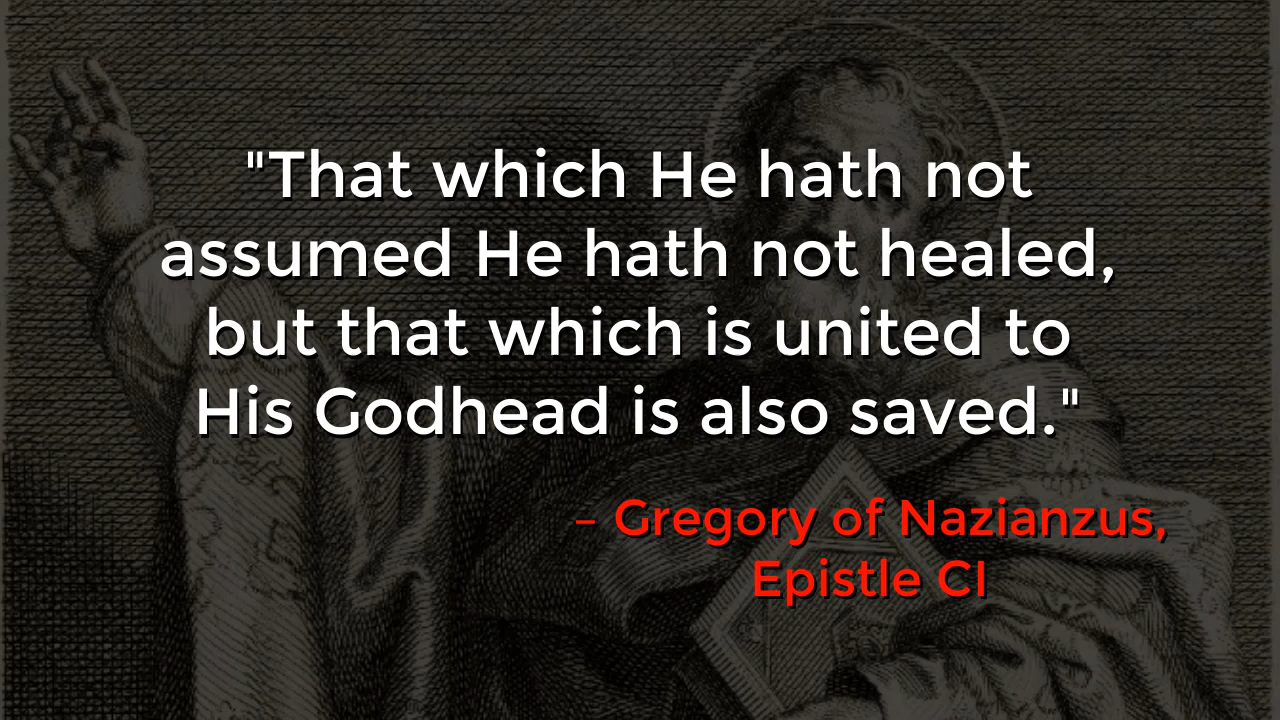 "That which He hath not
assumed He hath not healed,
but that which is united to
His Godhead is also saved."
– Gregory of Nazianzus,
Epistle CI